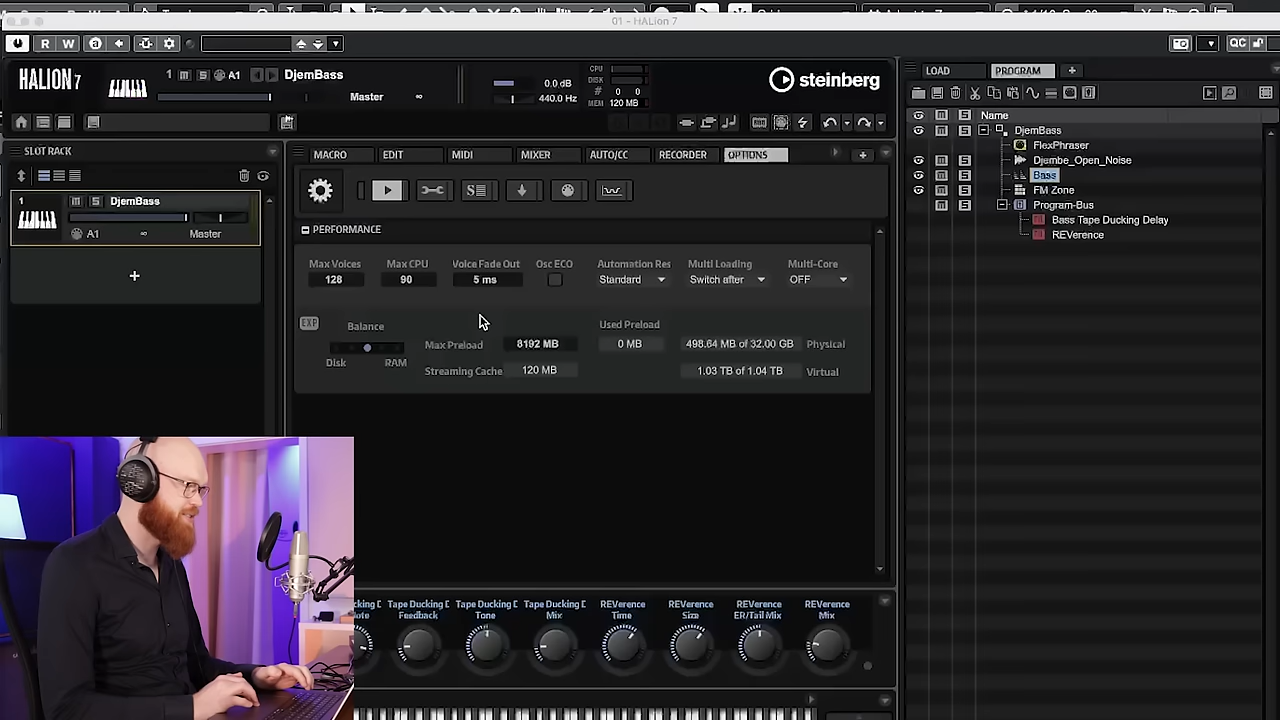 01 - HALion 7
R W
QC
HALION 7
1 M S A1
DjemBass
Master ∞
0.0 dB
440.0 Hz
CPU
DISK
# 0 0
MEM 120 MB
steinberg
LOAD PROGRAM +
SLOT RACK
MACRO EDIT MIDI MIXER AUTO/CC RECORDER OPTIONS +
Name
DjemBass
FlexPhraser
Djembe_Open_Noise
Bass
FM Zone
Program-Bus
Bass Tape Ducking Delay
REVerence
1 M S DjemBass
A1 ∞ Master
+
PERFORMANCE
Max Voices Max CPU Voice Fade Out Osc ECO Automation Res Multi Loading Multi-Core
128 90 5 ms Standard Switch after OFF
EXP Balance
Disk RAM
Max Preload 8192 MB
Streaming Cache 120 MB
Used Preload
0 MB
498.64 MB of 32.00 GB Physical
1.03 TB of 1.04 TB Virtual
Tape Ducking D Feedback
Tape Ducking D Tone
Tape Ducking D Mix
REVerence Time
REVerence Size
REVerence ER/Tail Mix
REVerence Mix